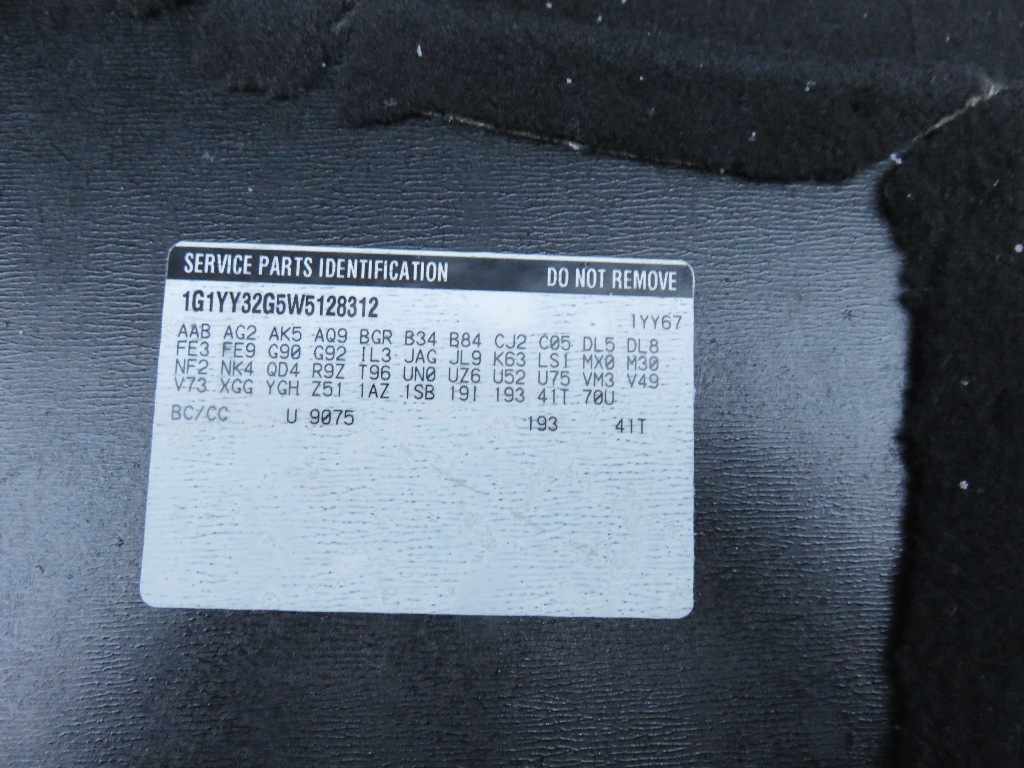 SERVICE PARTS IDENTIFICATION DO NOT REMOVE
1G1YY32G5W5128312
1YY67
AAB AG2 AK5 AQ9 BGR B34 B84 CJ2 C05 DL5 DL8
FE3 FE9 G90 G92 IL3 JAG JL9 K63 LS1 MX0 M30
NF2 NK4 QD4 R9Z T96 UN0 UZ6 U52 U75 VM3 V49
V73 XGG YGH Z51 1AZ 1SB 19I 193 41T 70U
BC/CC U 9075 193 41T